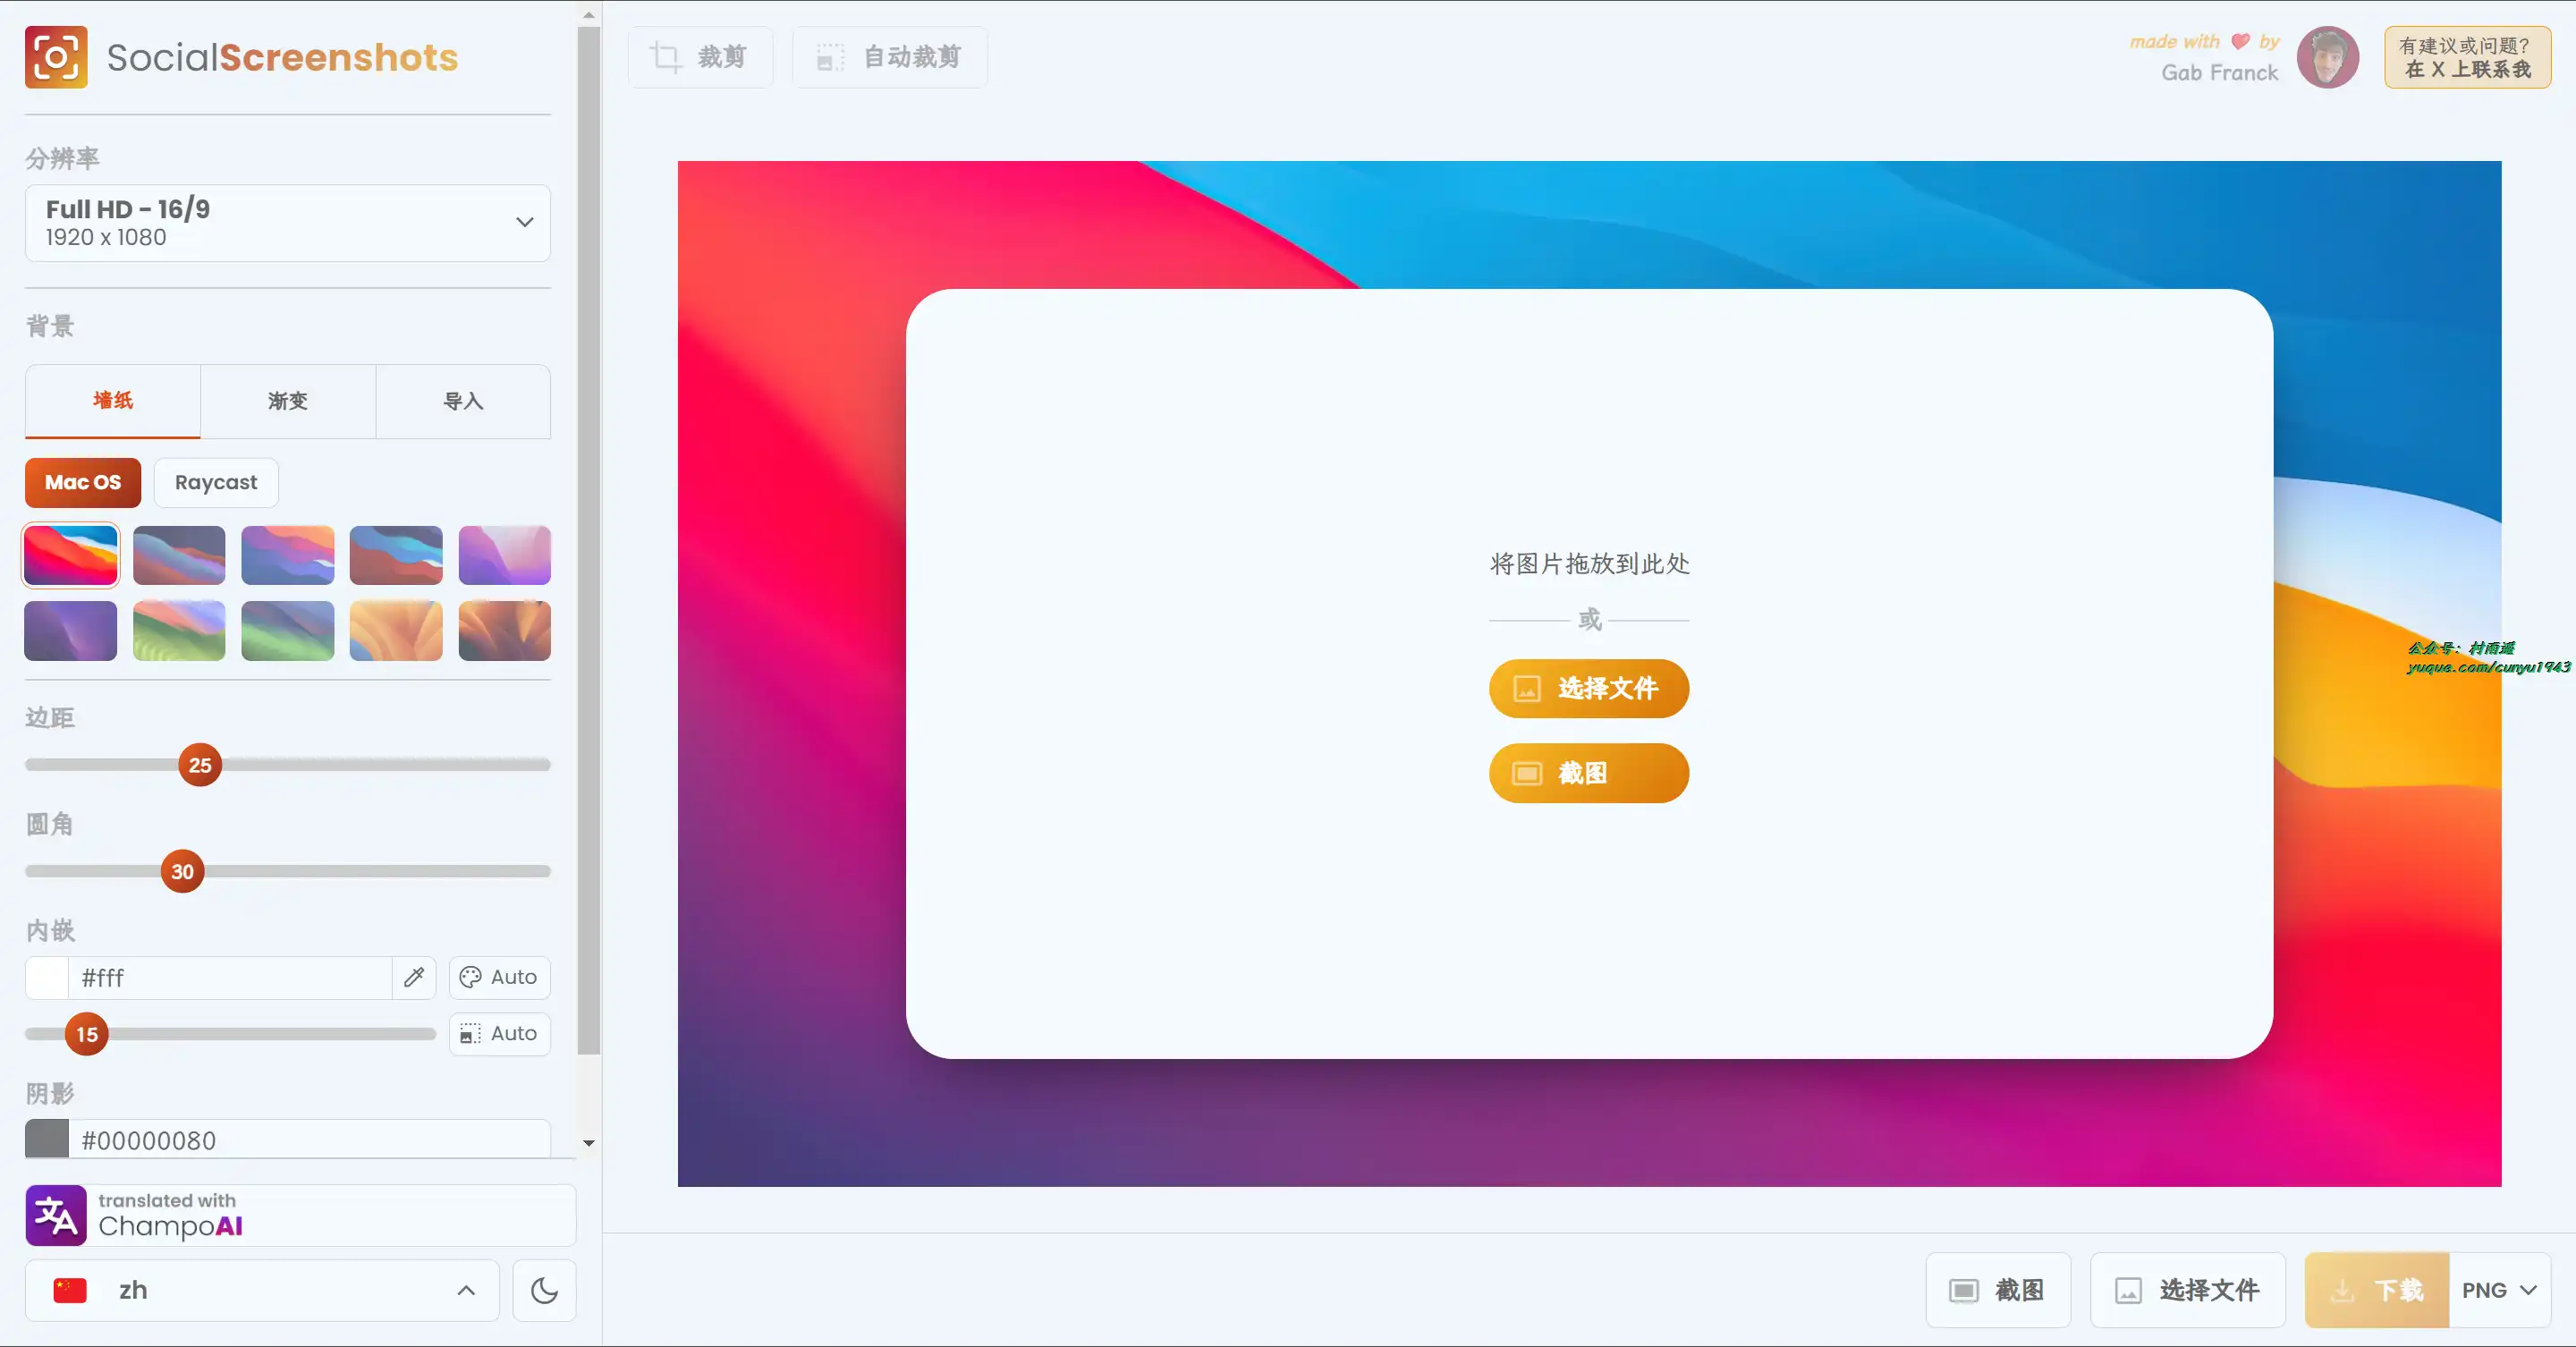 SocialScreenshots
分辨率
Full HD - 16/9
1920 x 1080
背景
墙纸
渐变
导入
Mac OS
Raycast
边距
25
圆角
30
内嵌
#fff
Auto
15
Auto
阴影
#00000080
translated with
ChampoAI
zh
裁剪
自动裁剪
made with ❤️ by
Gab Franck
有建议或问题?
在 X 上联系我
将图片拖放到此处
或
选择文件
截图
公众号：村雨遥
yuque.com/cunyu1943
截图
选择文件
下载
PNG